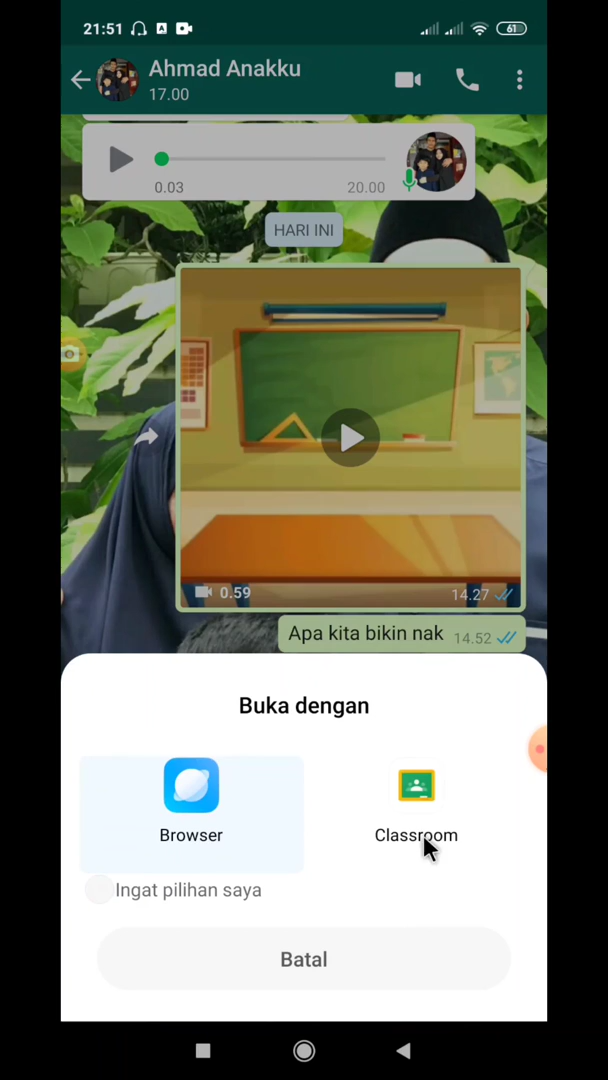 21:51
61
Ahmad Anakku
17.00
0.03
20.00
HARI INI
0.59
14.27
Apa kita bikin nak
14.52
Buka dengan
Browser
Classroom
Ingat pilihan saya
Batal